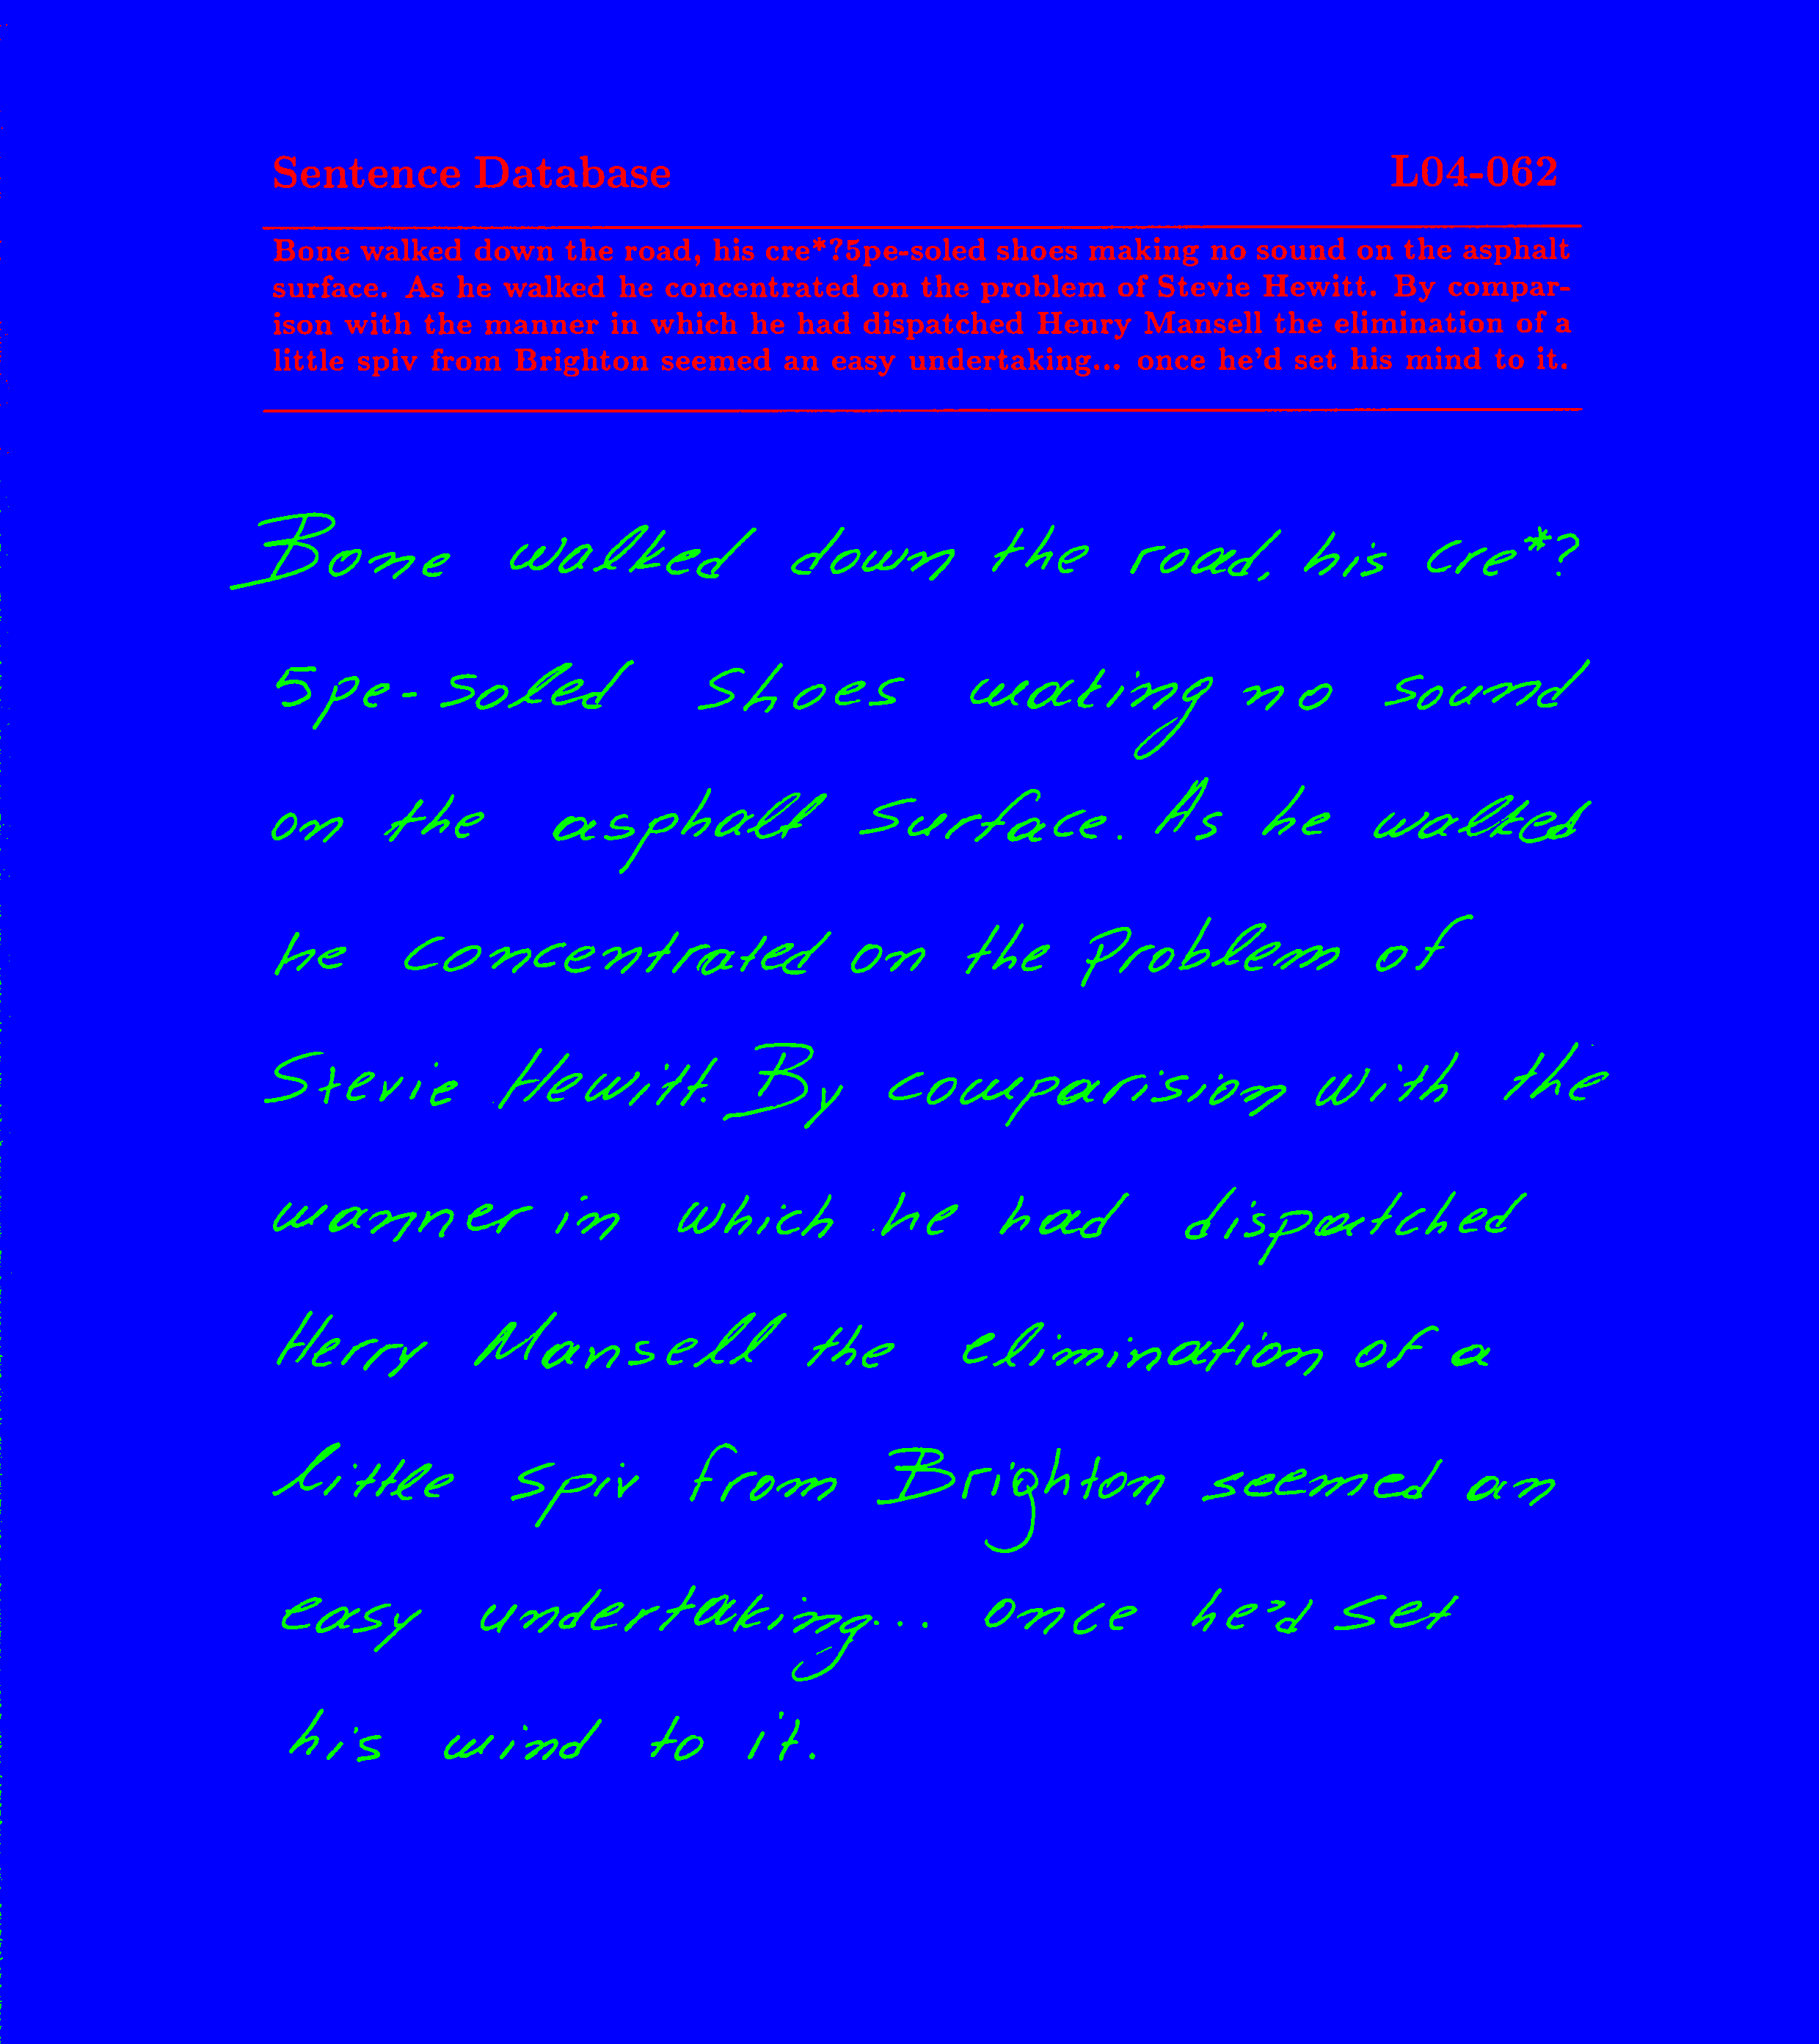 Sentence Database L04-062
Bone walked down the road, his cre*?5pe-soled shoes making no sound on the asphalt
surface. As he walked he concentrated on the problem of Stevie Hewitt. By compar-
ison with the manner in which he had dispatched Henry Mansell the elimination of a
little spiv from Brighton seemed an easy undertaking... once he'd set his mind to it.
Bone walked down the road, his cre*?
5pe-soled shoes making no sound
on the asphalt surface. As he walked
he concentrated on the problem of
Stevie Hewitt. By comparision with the
manner in which he had dispatched
Herry Mansell the elimination of a
little spiv from Brighton seemed an
easy undertaking... once he'd set
his mind to it.